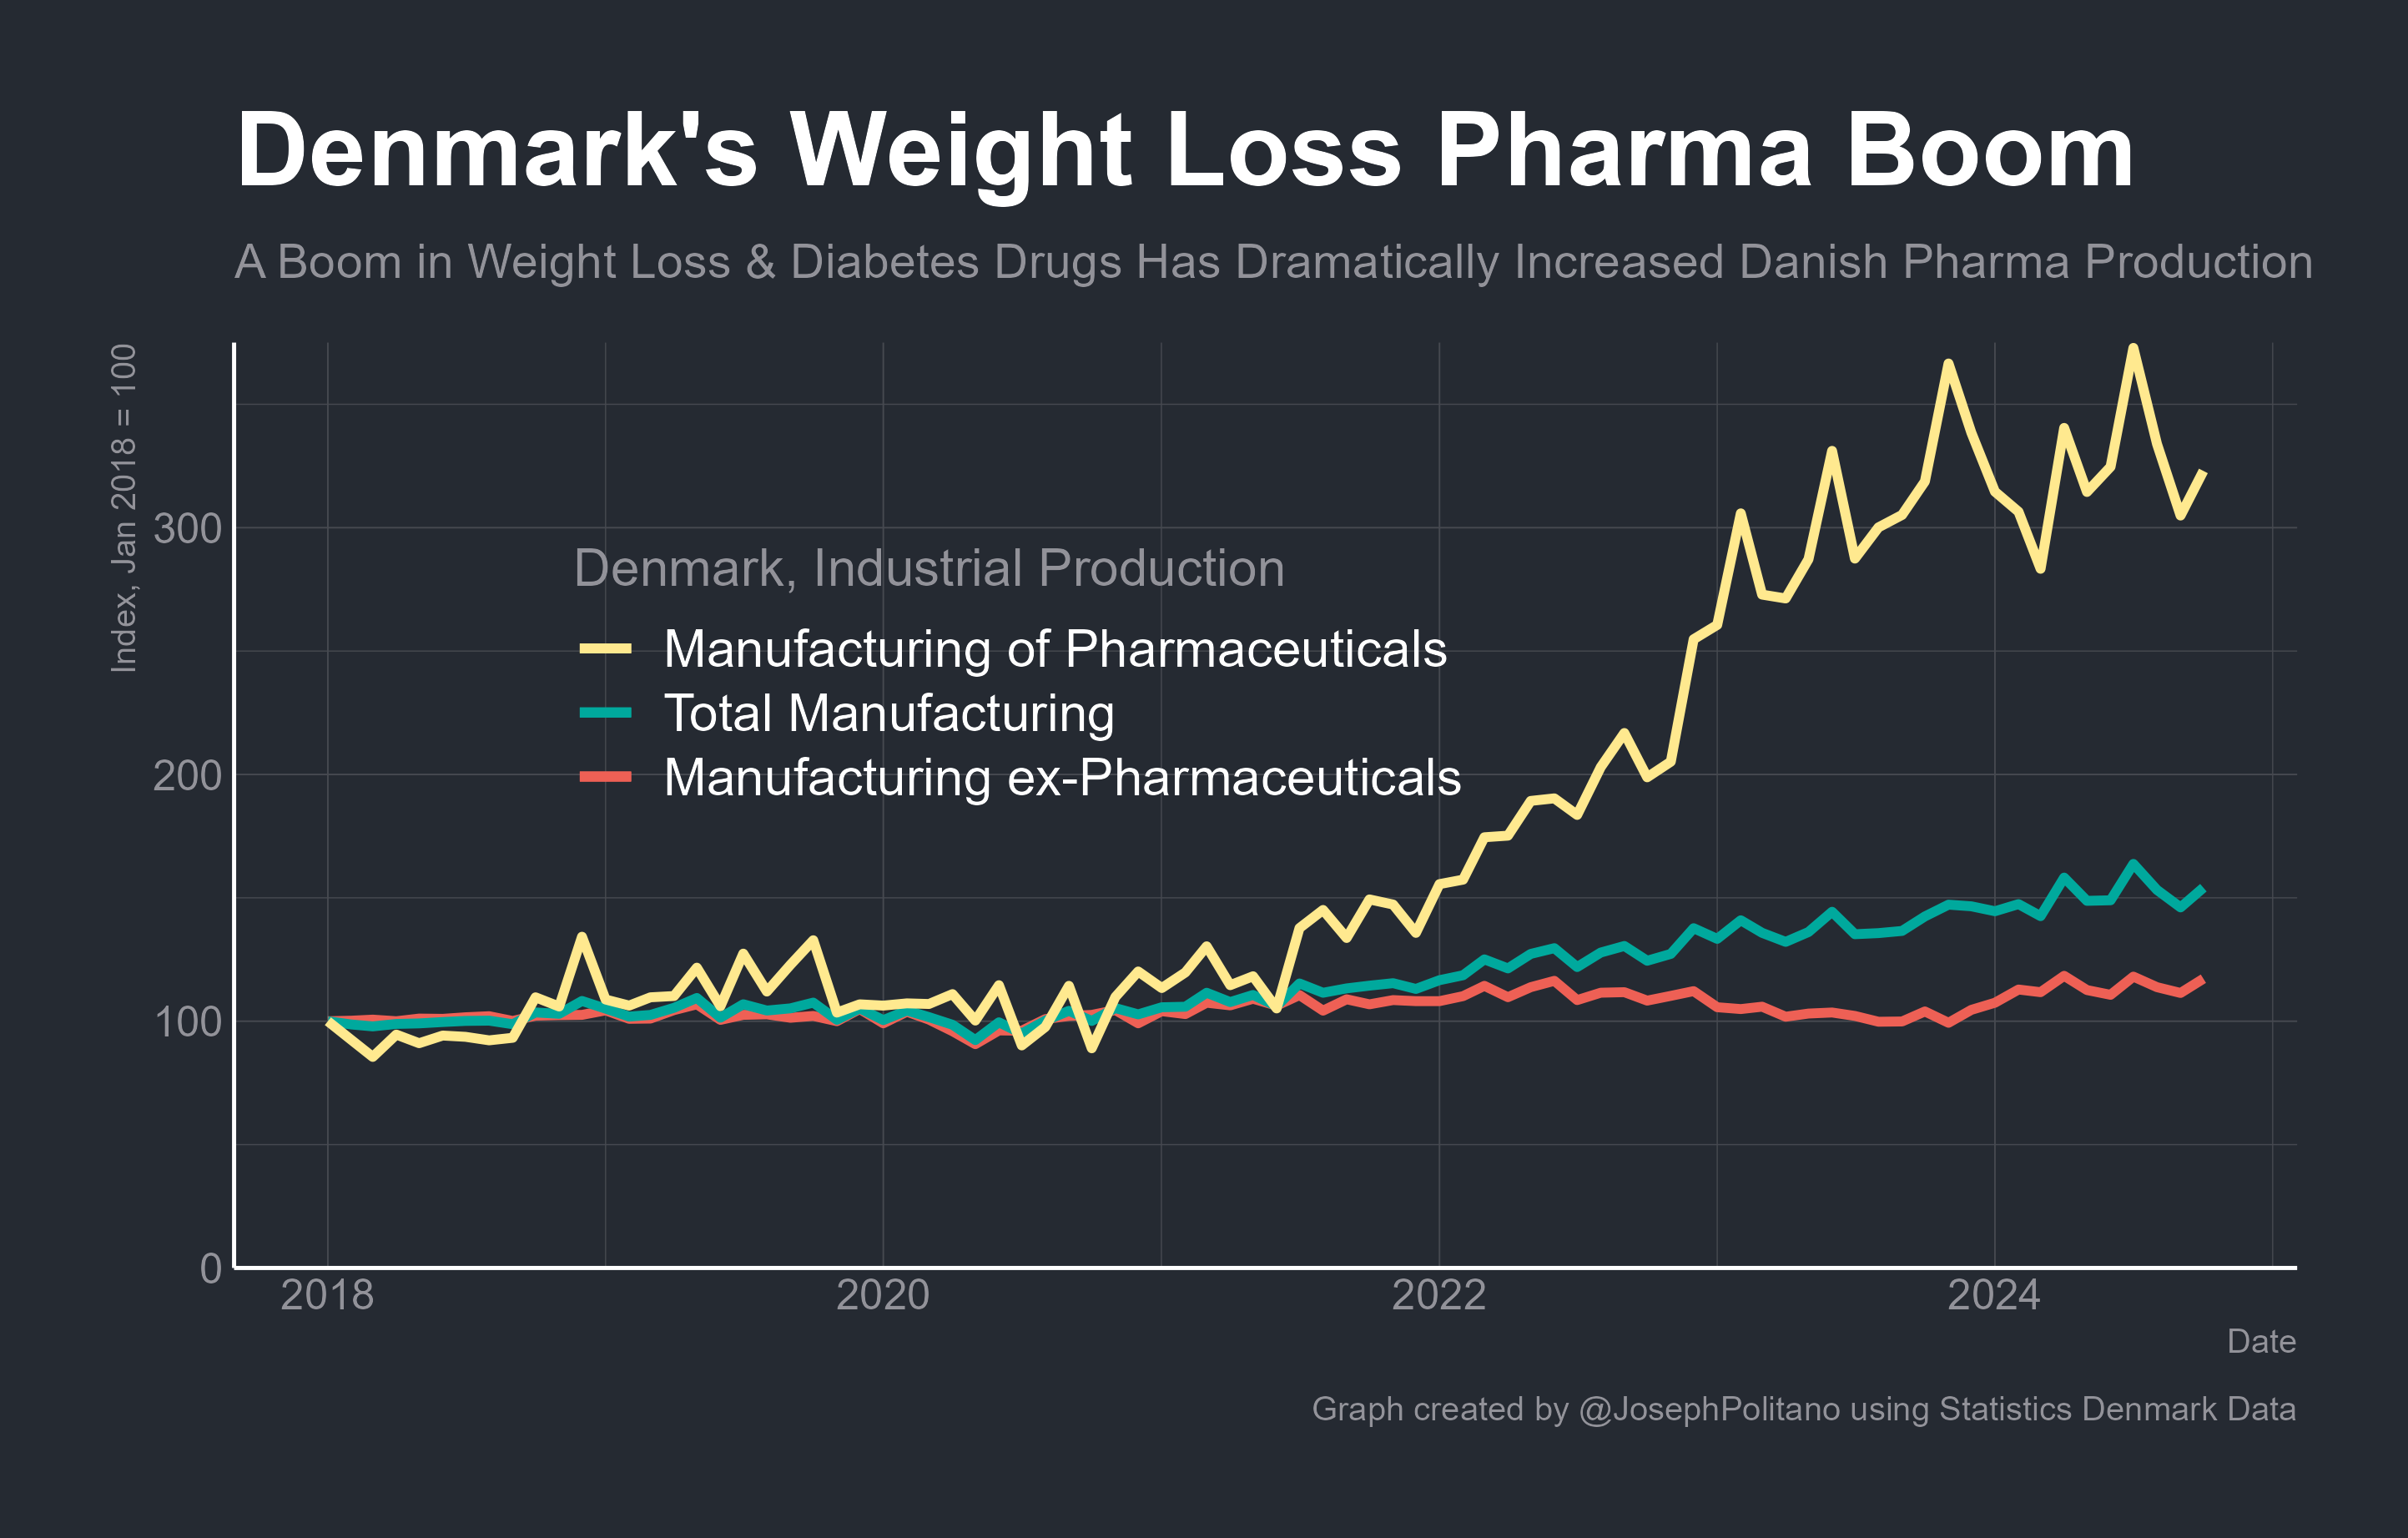 Denmark's Weight Loss Pharma Boom
A Boom in Weight Loss & Diabetes Drugs Has Dramatically Increased Danish Pharma Production
Index, Jan 2018 = 100
300
200
100
0
Denmark, Industrial Production
Manufacturing of Pharmaceuticals
Total Manufacturing
Manufacturing ex-Pharmaceuticals
2018 2020 2022 2024
Date
Graph created by @JosephPolitano using Statistics Denmark Data